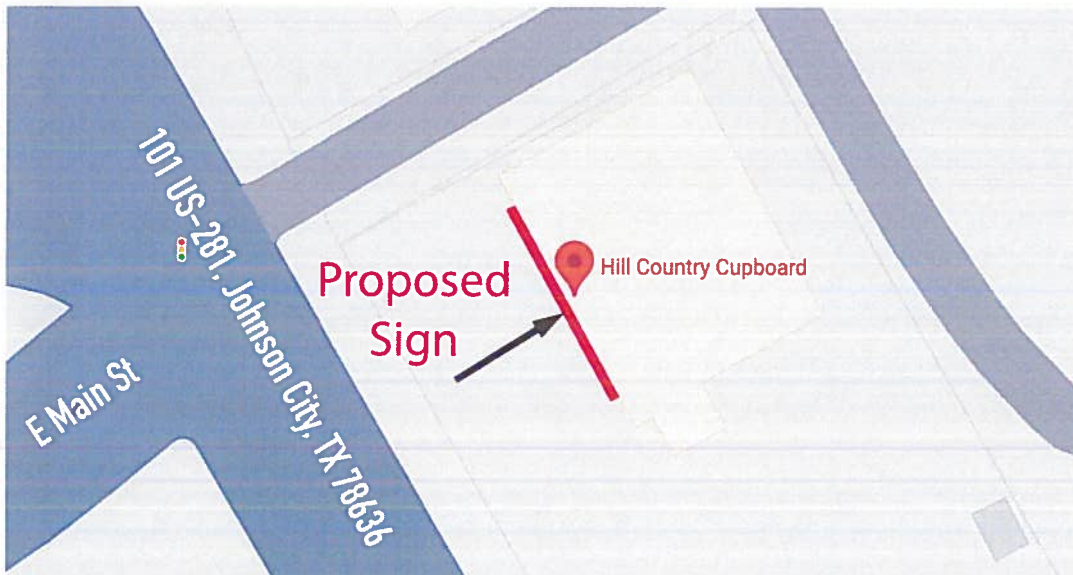 101 US-281, Johnson City, TX 78636
Proposed
Sign
Hill Country Cupboard
E Main St